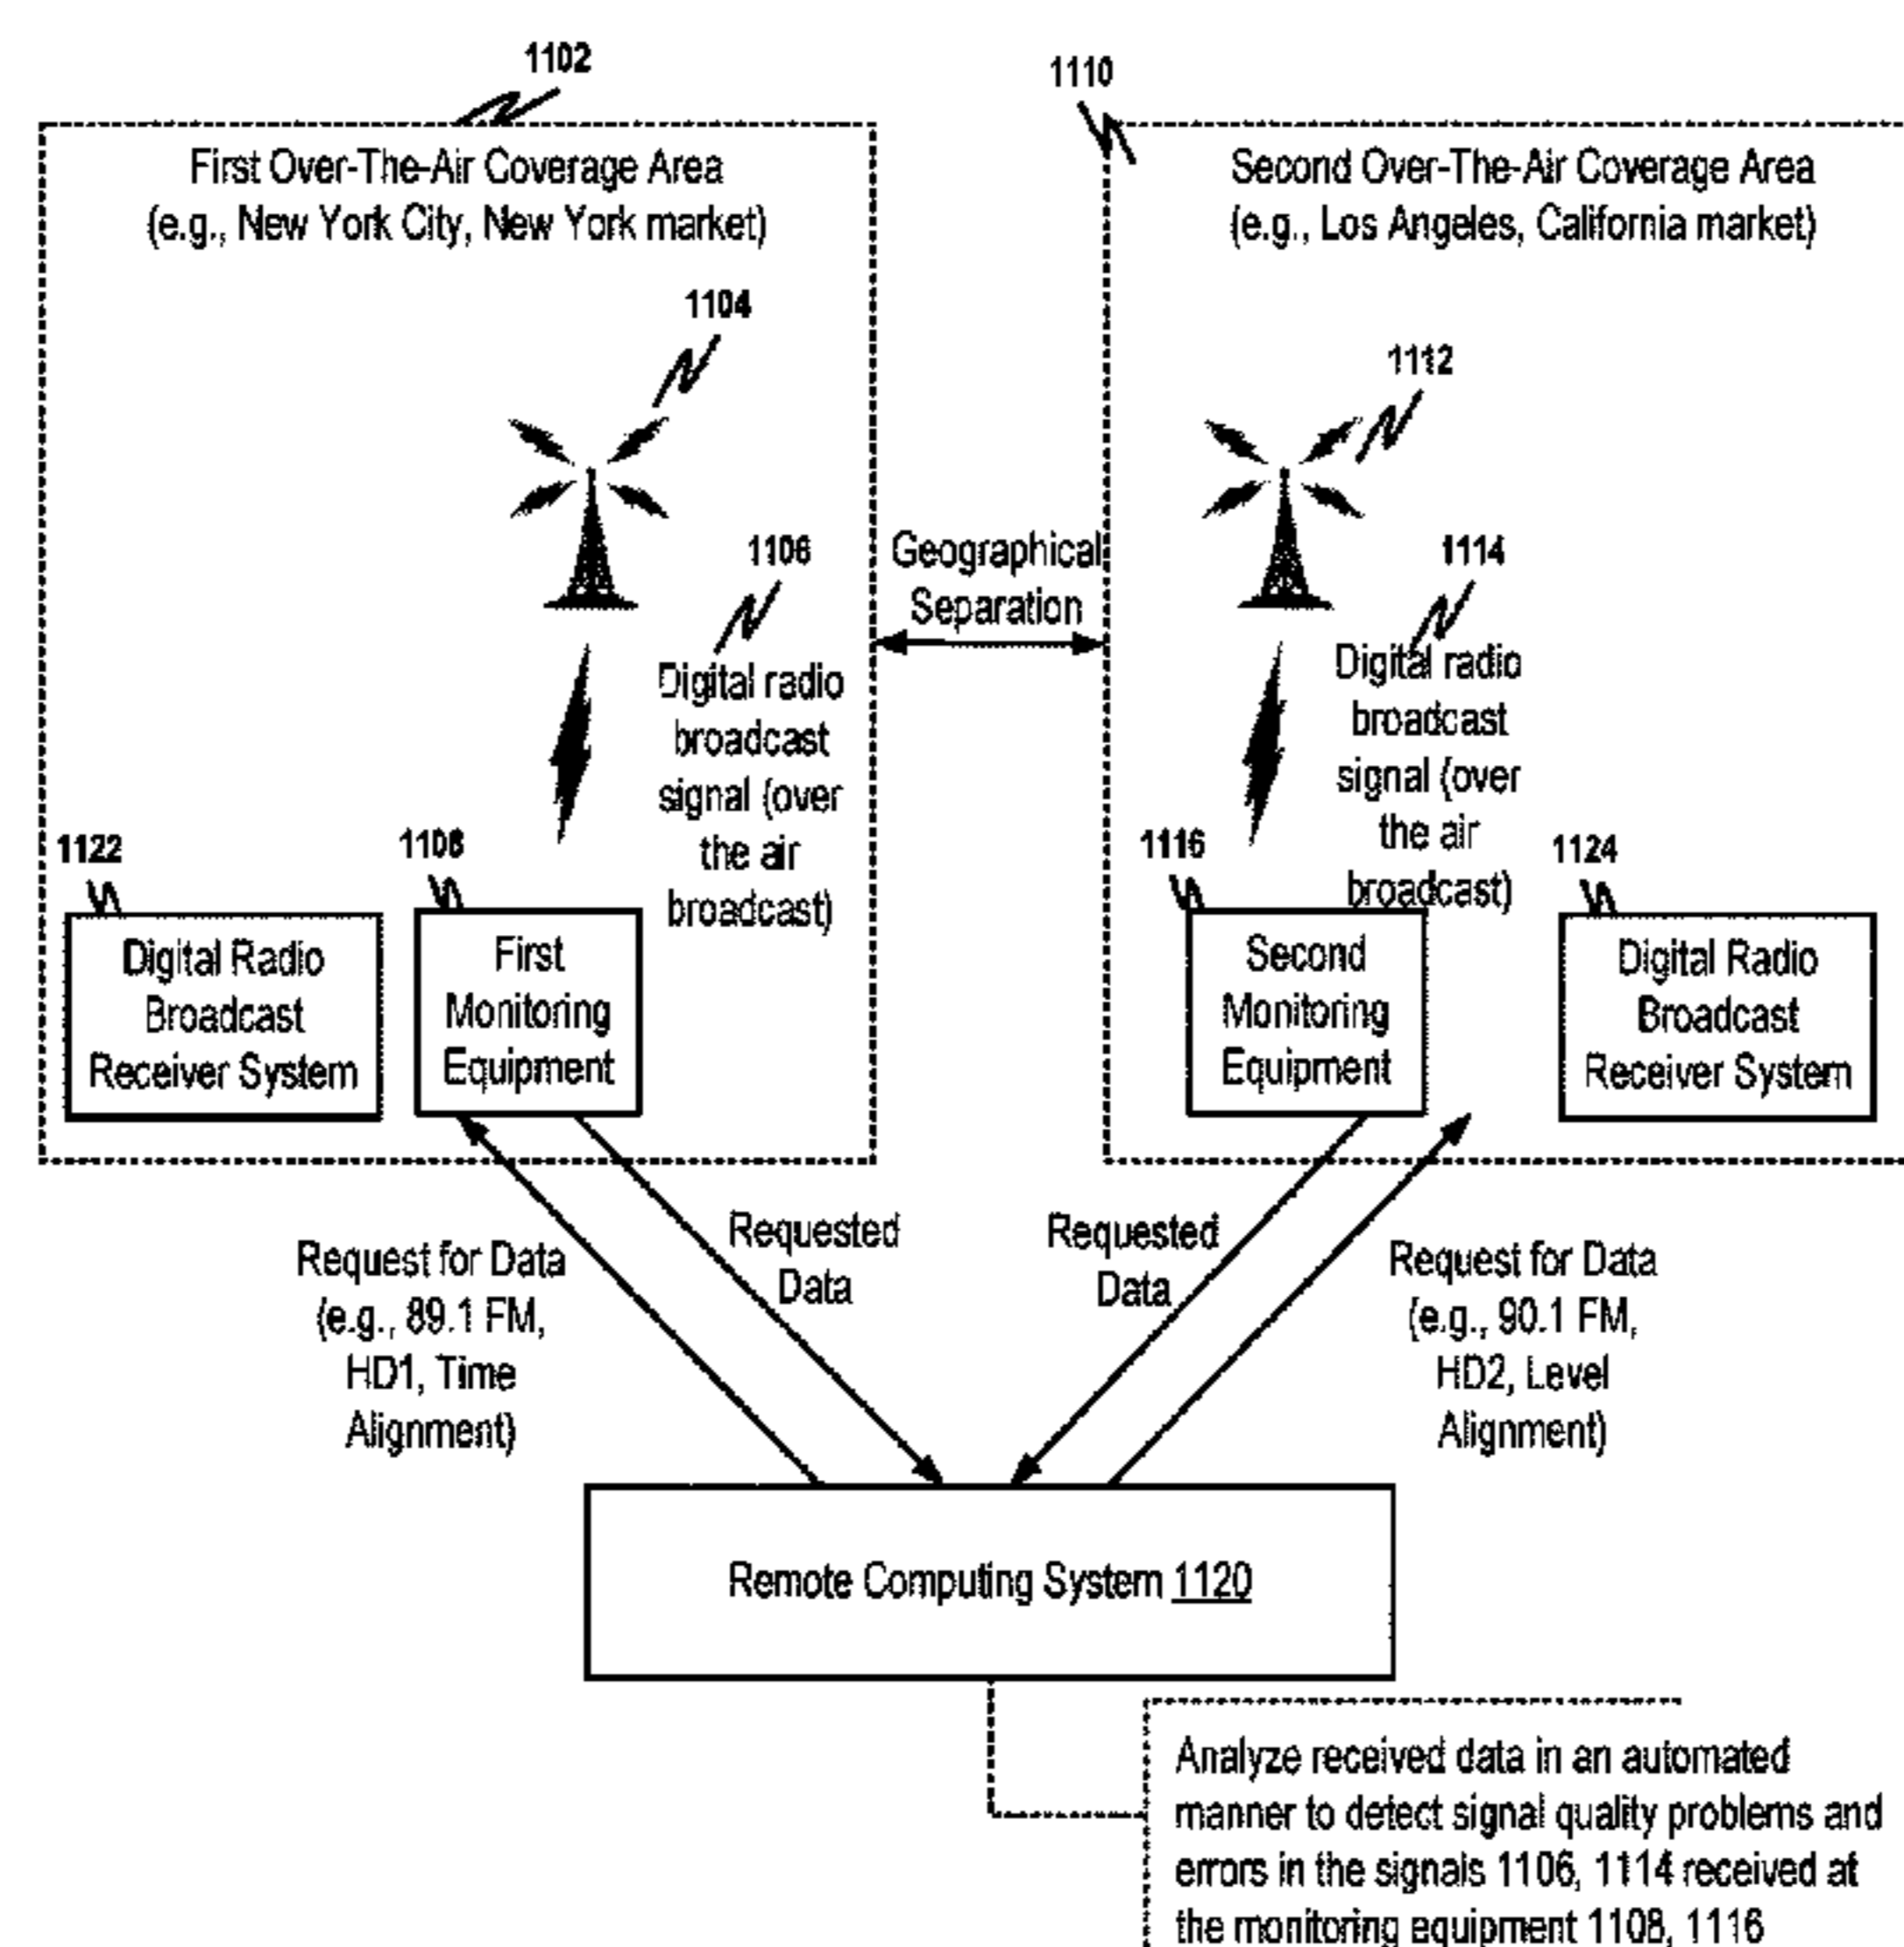 1102
First Over-The-Air Coverage Area
(e.g., New York City, New York market)
1104
1106
Digital radio
broadcast
signal (over
the air
broadcast)
1122
Digital Radio
Broadcast
Receiver System
1108
First
Monitoring
Equipment
Geographical
Separation
1110
Second Over-The-Air Coverage Area
(e.g., Los Angeles, California market)
1112
1114
Digital radio
broadcast
signal (over
the air
broadcast)
1116
Second
Monitoring
Equipment
1124
Digital Radio
Broadcast
Receiver System
Request for Data
(e.g., 89.1 FM,
HD1, Time
Alignment)
Requested
Data
Requested
Data
Request for Data
(e.g., 90.1 FM,
HD2, Level
Alignment)
Remote Computing System 1120
Analyze received data in an automated
manner to detect signal quality problems and
errors in the signals 1106, 1114 received at
the monitoring equipment 1108, 1116